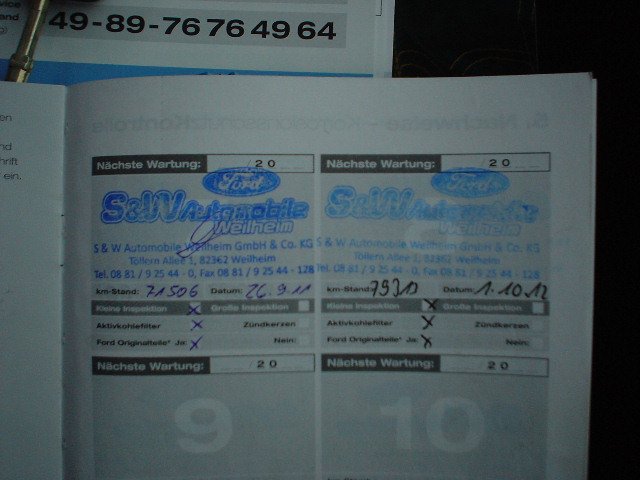 49-89-76 76 49 64
Nächste Wartung: / 20
Ford
S&W Automobile
Weilheim
S & W Automobile Weilheim GmbH & Co. KG
Töllern Allee 1, 82362 Weilheim
Tel. 08 81 / 9 25 44 - 0, Fax 08 81 / 9 25 44 - 128
km-Stand: 71506 Datum: 26.9.11
Kleine Inspektion x Große Inspektion
Aktivkohlefilter x Zündkerzen
Ford Originalteile* Ja: x Nein:
Nächste Wartung: / 20
9
Nächste Wartung: / 20
Ford
S&W Automobile
Weilheim
S & W Automobile Weilheim GmbH & Co. KG
Töllern Allee 1, 82362 Weilheim
Tel. 08 81 / 9 25 44 - 0, Fax 08 81 / 9 25 44 - 128
km-Stand: 79310 Datum: 1.10.12
Kleine Inspektion x Große Inspektion
Aktivkohlefilter x Zündkerzen
Ford Originalteile* Ja: x Nein:
Nächste Wartung: / 20
10